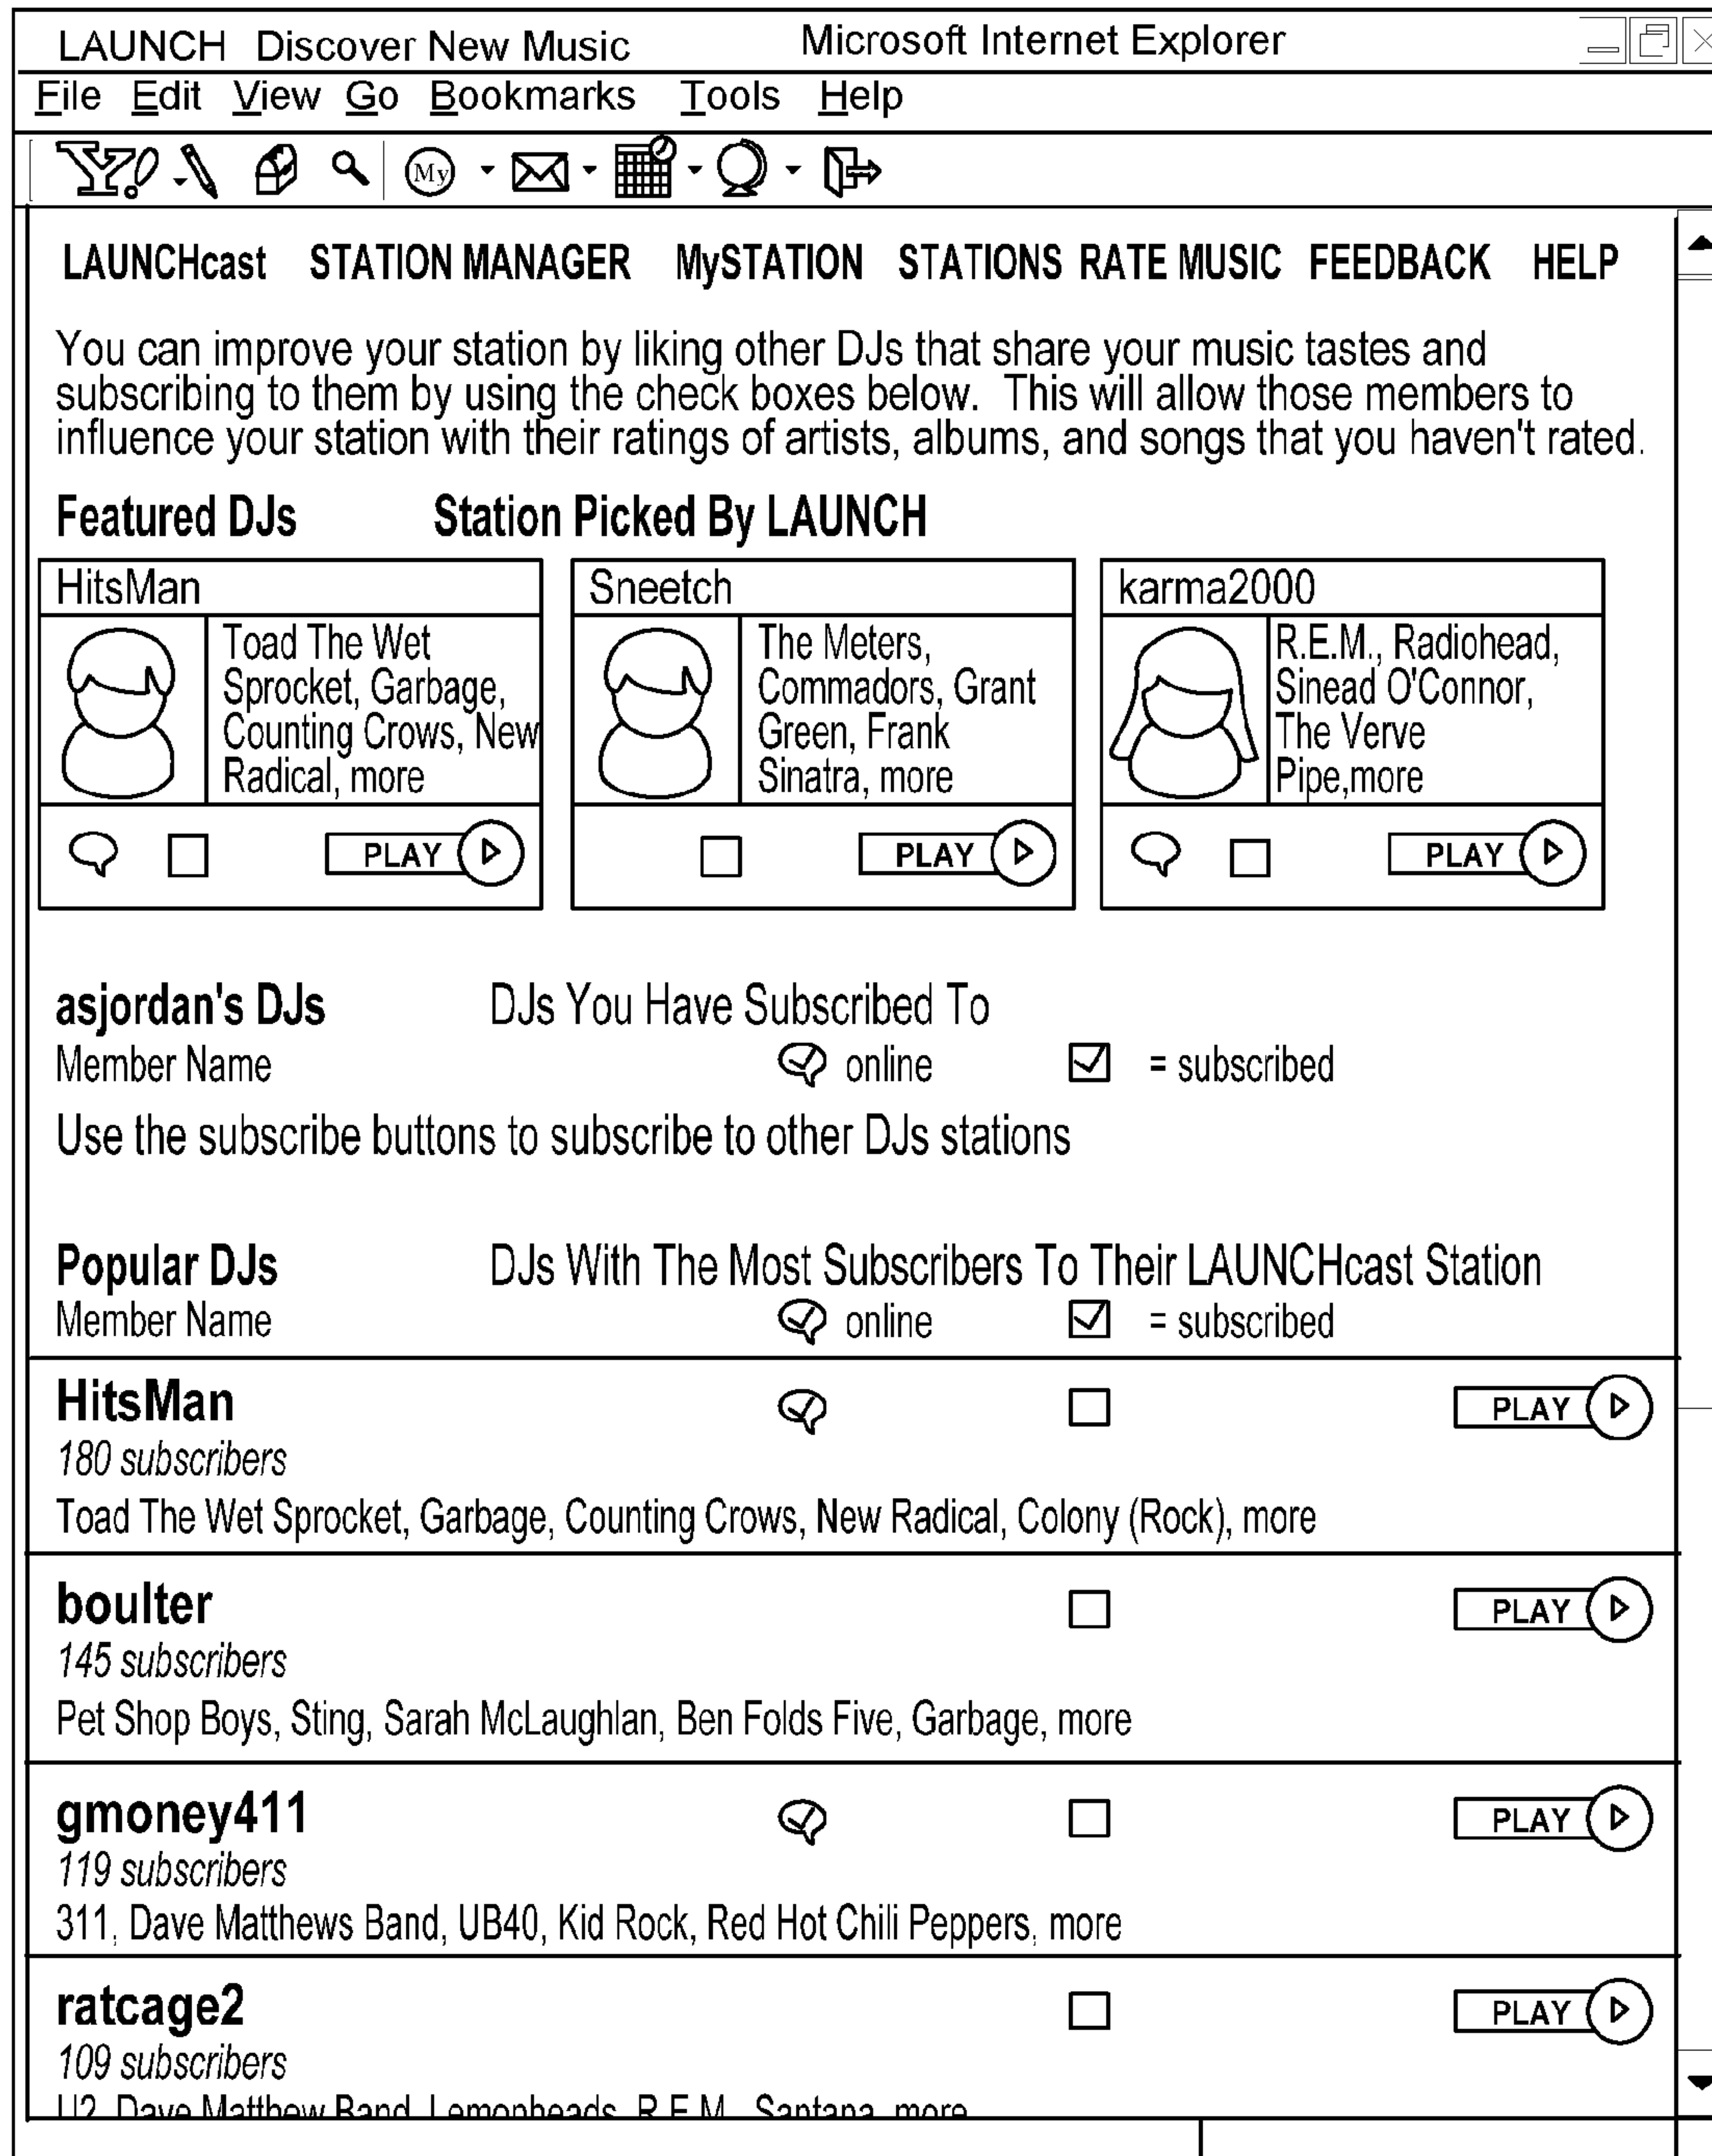 LAUNCH Discover New Music Microsoft Internet Explorer
File Edit View Go Bookmarks Tools Help
Y! My
LAUNCHcast STATION MANAGER MySTATION STATIONS RATE MUSIC FEEDBACK HELP
You can improve your station by liking other DJs that share your music tastes and
subscribing to them by using the check boxes below. This will allow those members to
influence your station with their ratings of artists, albums, and songs that you haven't rated.
Featured DJs Station Picked By LAUNCH
HitsMan
Toad The Wet
Sprocket, Garbage,
Counting Crows, New
Radical, more
PLAY
Sneetch
The Meters,
Commadors, Grant
Green, Frank
Sinatra, more
PLAY
karma2000
R.E.M., Radiohead,
Sinead O'Connor,
The Verve
Pipe,more
PLAY
asjordan's DJs DJs You Have Subscribed To
Member Name online = subscribed
Use the subscribe buttons to subscribe to other DJs stations
Popular DJs DJs With The Most Subscribers To Their LAUNCHcast Station
Member Name online = subscribed
HitsMan PLAY
180 subscribers
Toad The Wet Sprocket, Garbage, Counting Crows, New Radical, Colony (Rock), more
boulter PLAY
145 subscribers
Pet Shop Boys, Sting, Sarah McLaughlan, Ben Folds Five, Garbage, more
gmoney411 PLAY
119 subscribers
311, Dave Matthews Band, UB40, Kid Rock, Red Hot Chili Peppers, more
ratcage2 PLAY
109 subscribers
U2, Dave Matthew Band, Lemonheads, R.E.M., Santana, more